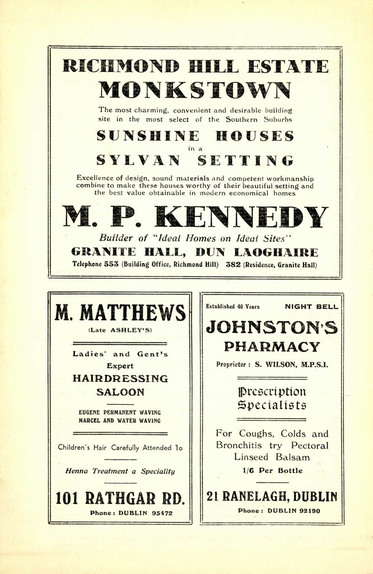 RICHMOND HILL ESTATE
MONKSTOWN
The most charming, convenient and desirable building
site in the most select of the Southern Suburbs
SUNSHINE HOUSES
in a
SYLVAN SETTING
Excellence of design, sound materials and competent workmanship
combine to make these houses worthy of their beautiful setting and
the best value obtainable in modern economical homes
M. P. KENNEDY
Builder of "Ideal Homes on Ideal Sites"
GRANITE HALL, DUN LAOGHAIRE
Telephone 553 (Building Office, Richmond Hill) 382 (Residence, Granite Hall)
M. MATTHEWS
(Late ASHLEY'S)
Ladies' and Gent's
Expert
HAIRDRESSING
SALOON
EUGENE PERMANENT WAVING
MARCEL AND WATER WAVING
Children's Hair Carefully Attended To
Henna Treatment a Speciality
101 RATHGAR RD.
Phone: DUBLIN 95472
Established 40 Years NIGHT BELL
JOHNSTON'S
PHARMACY
Proprietor: S. WILSON, M.P.S.I.
Prescription
Specialists
For Coughs, Colds and
Bronchitis try Pectoral
Linseed Balsam
1/6 Per Bottle
21 RANELAGH, DUBLIN
Phone: DUBLIN 92190